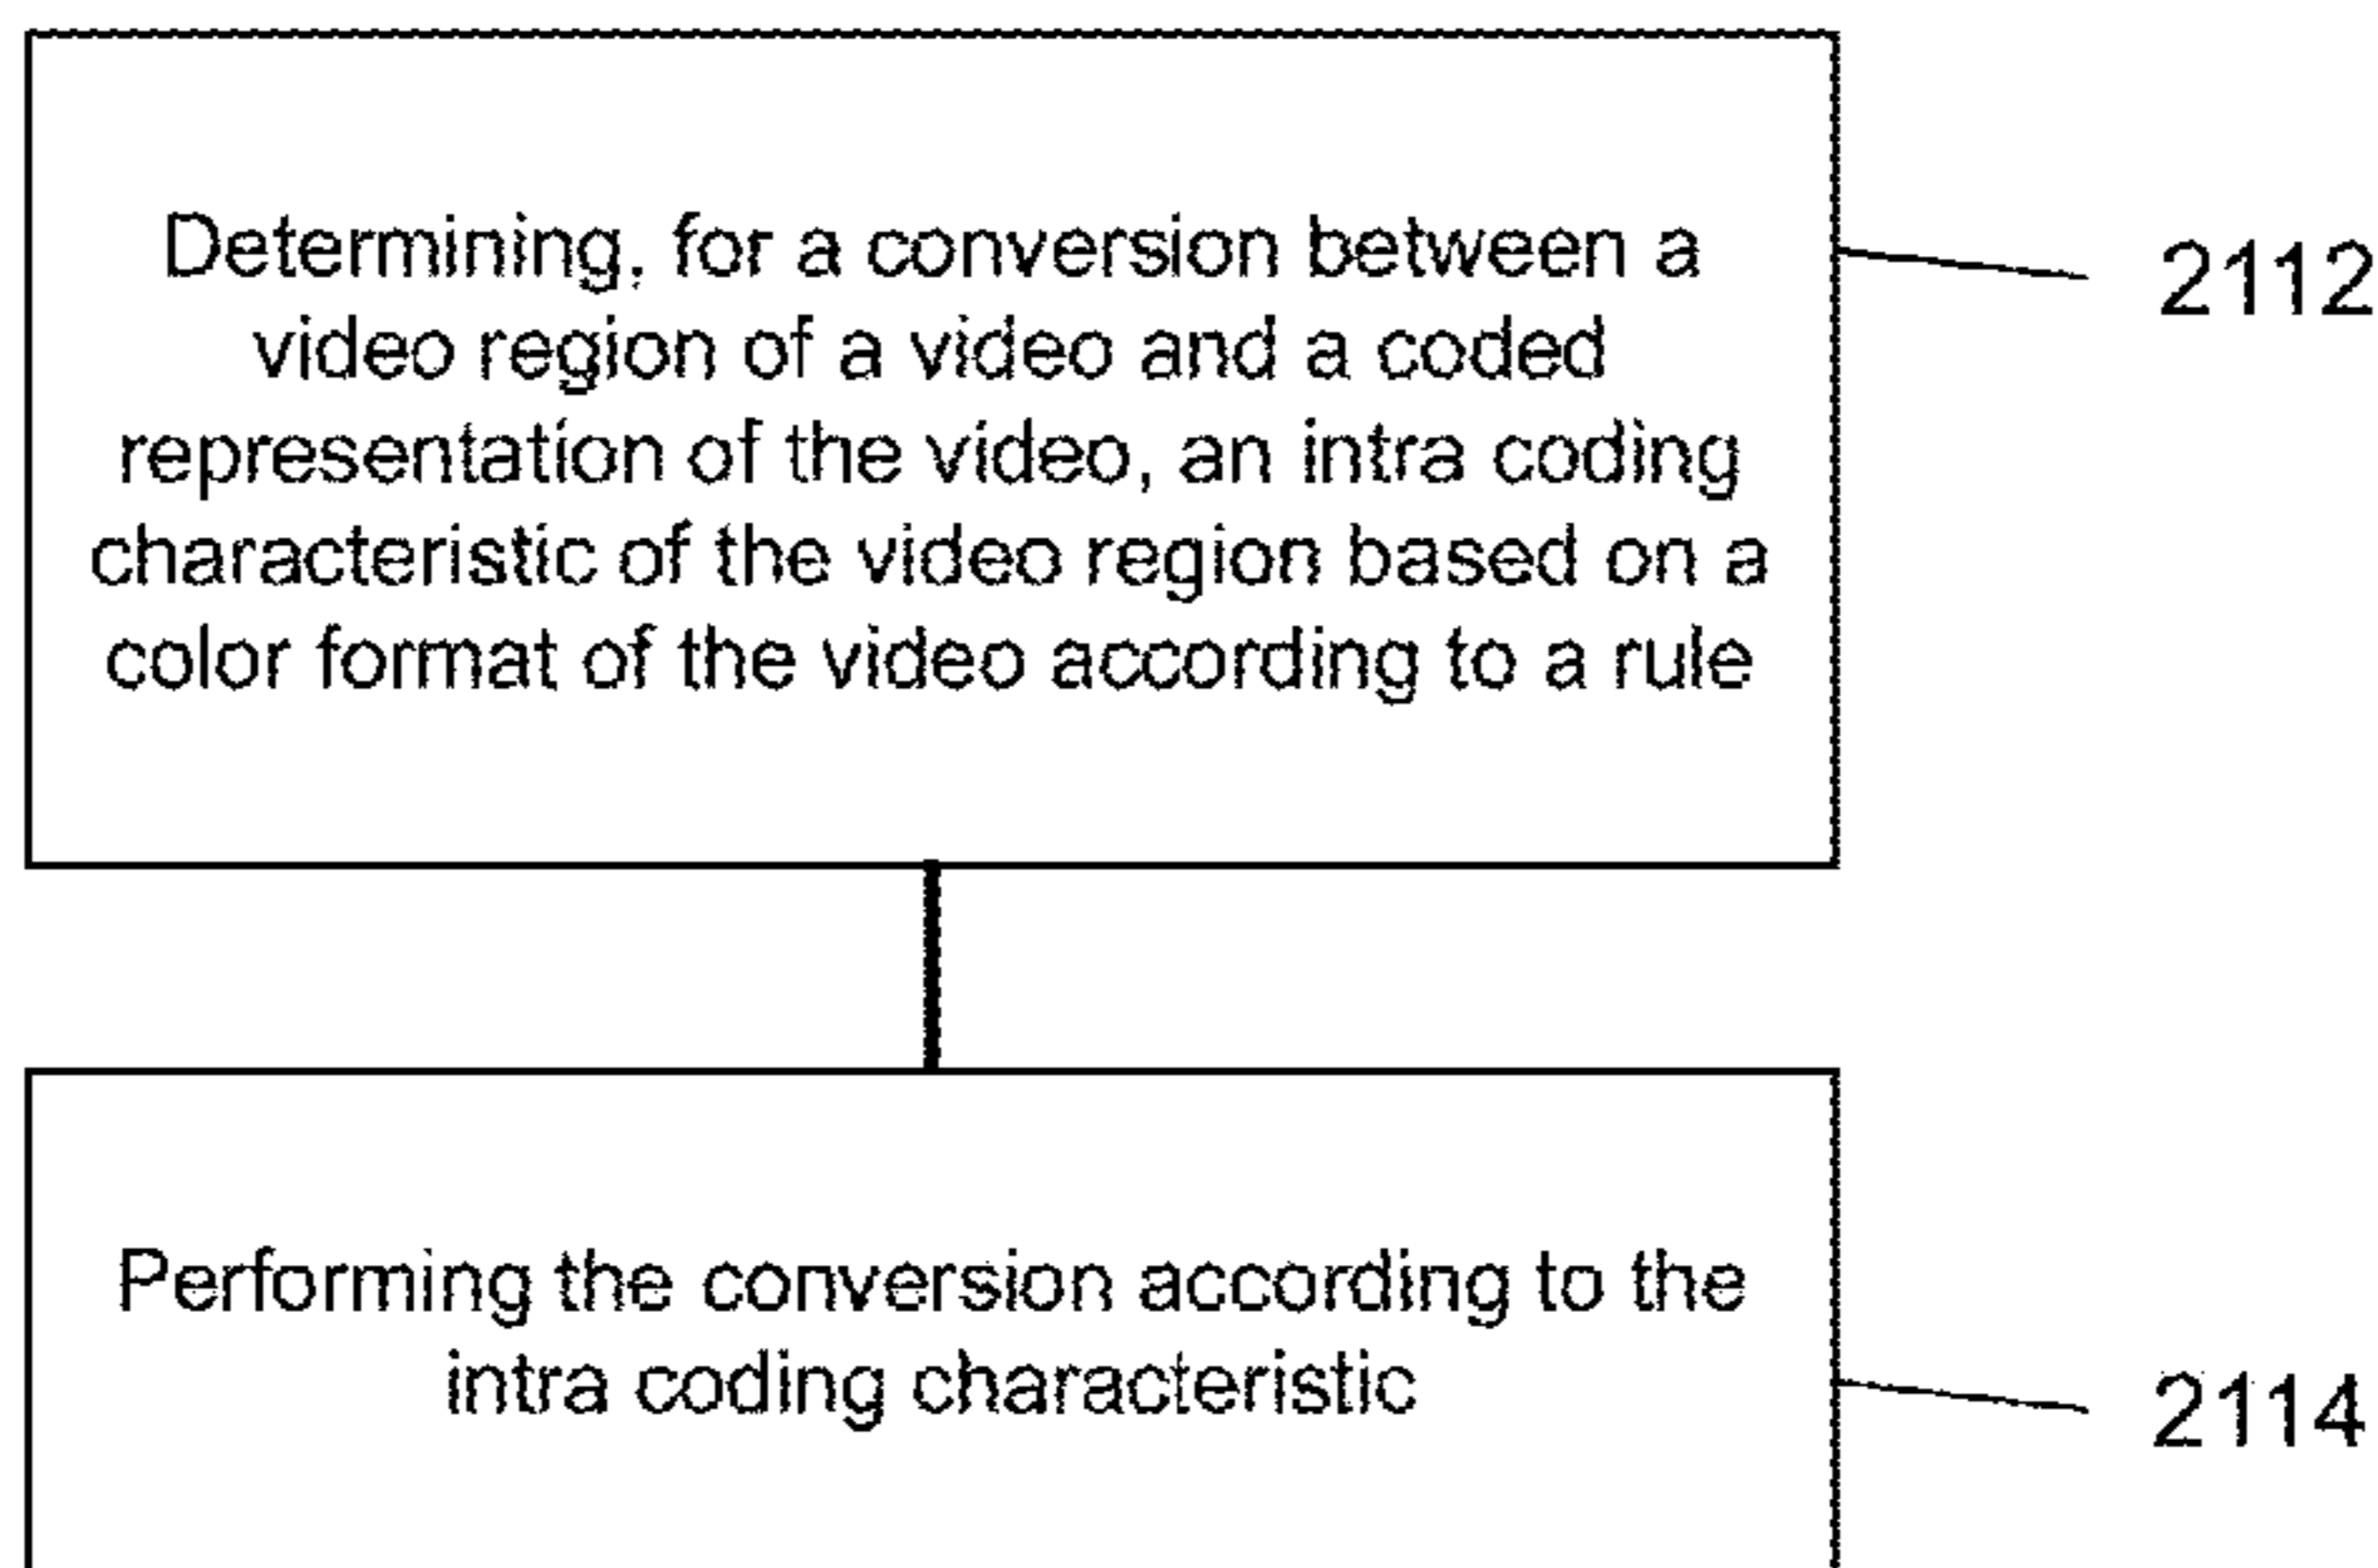 Determining, for a conversion between a
video region of a video and a coded
representation of the video, an intra coding
characteristic of the video region based on a
color format of the video according to a rule
2112
Performing the conversion according to the
intra coding characteristic
2114